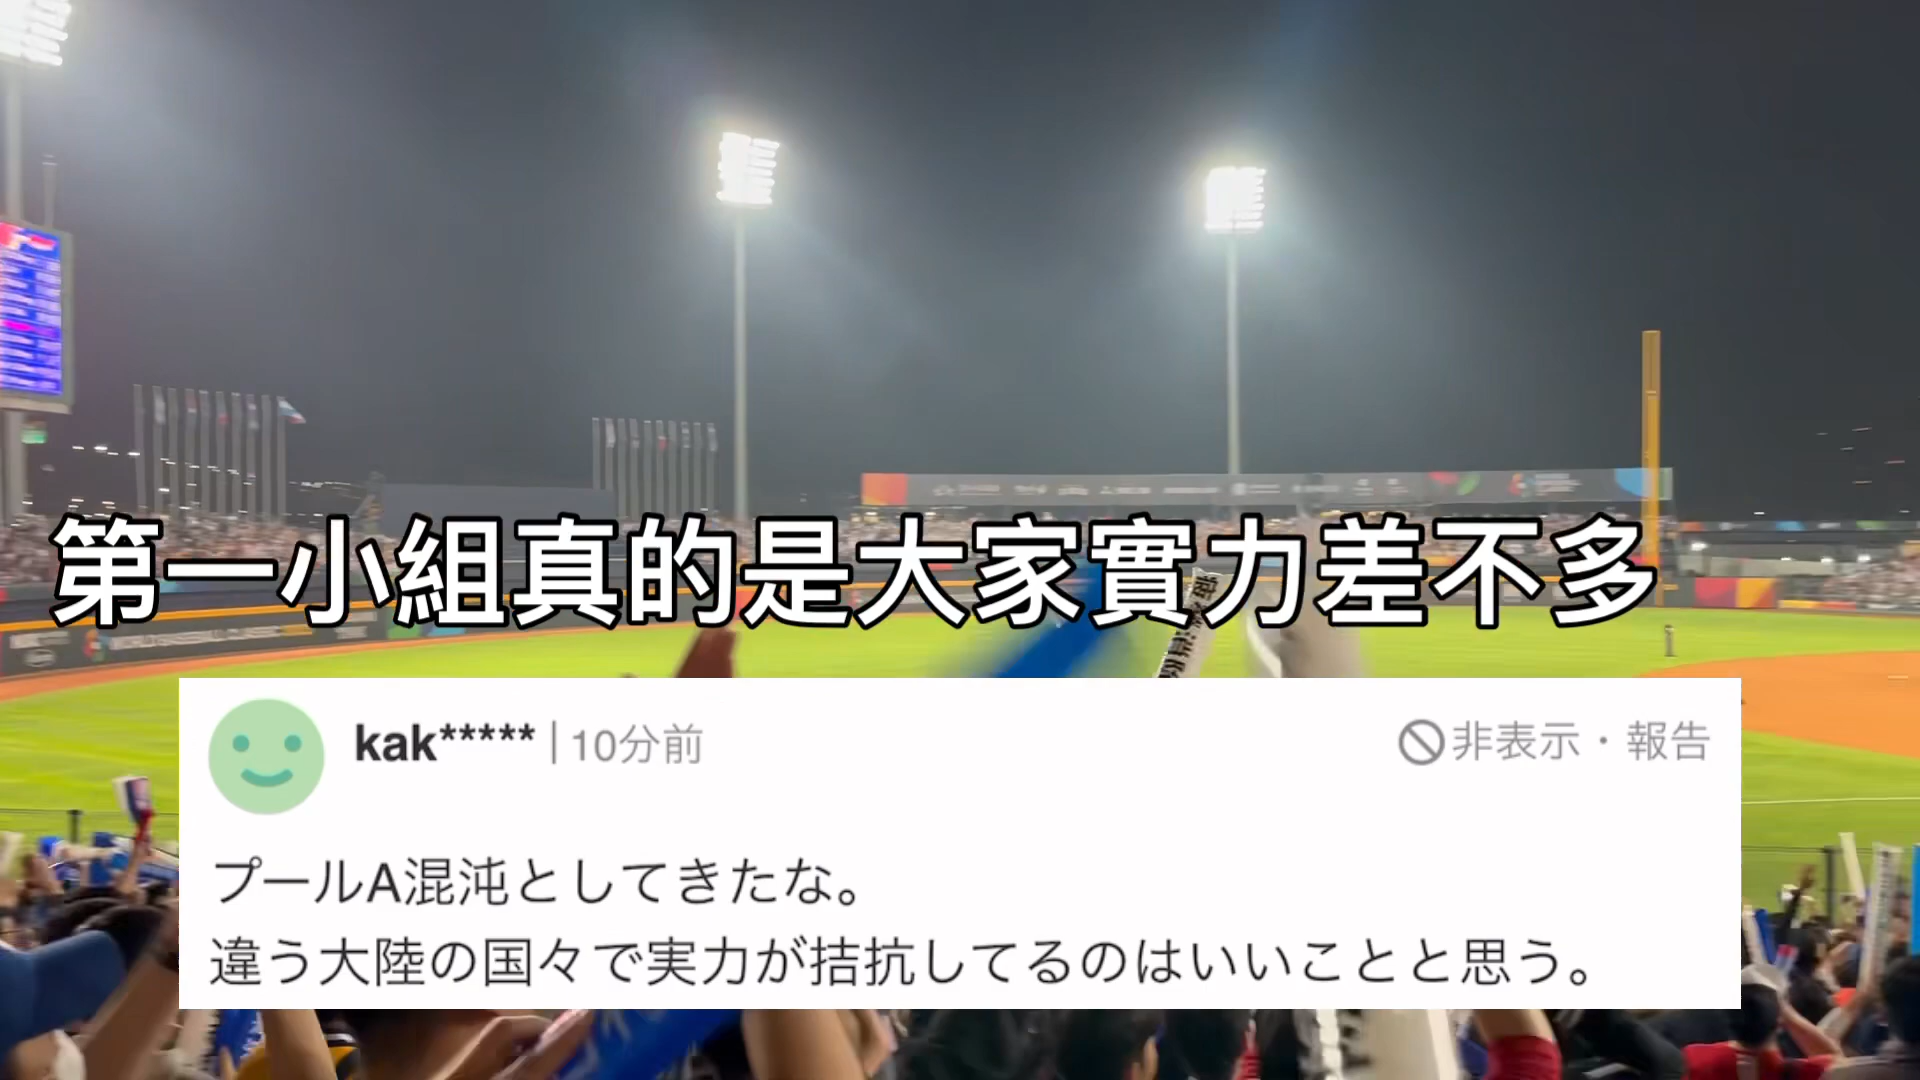 第一小組真的是大家實力差不多
kak*****|10分前
非表示・報告
プールA混沌としてきたな。
違う大陸の国々で実力が拮抗してるのはいいことと思う。